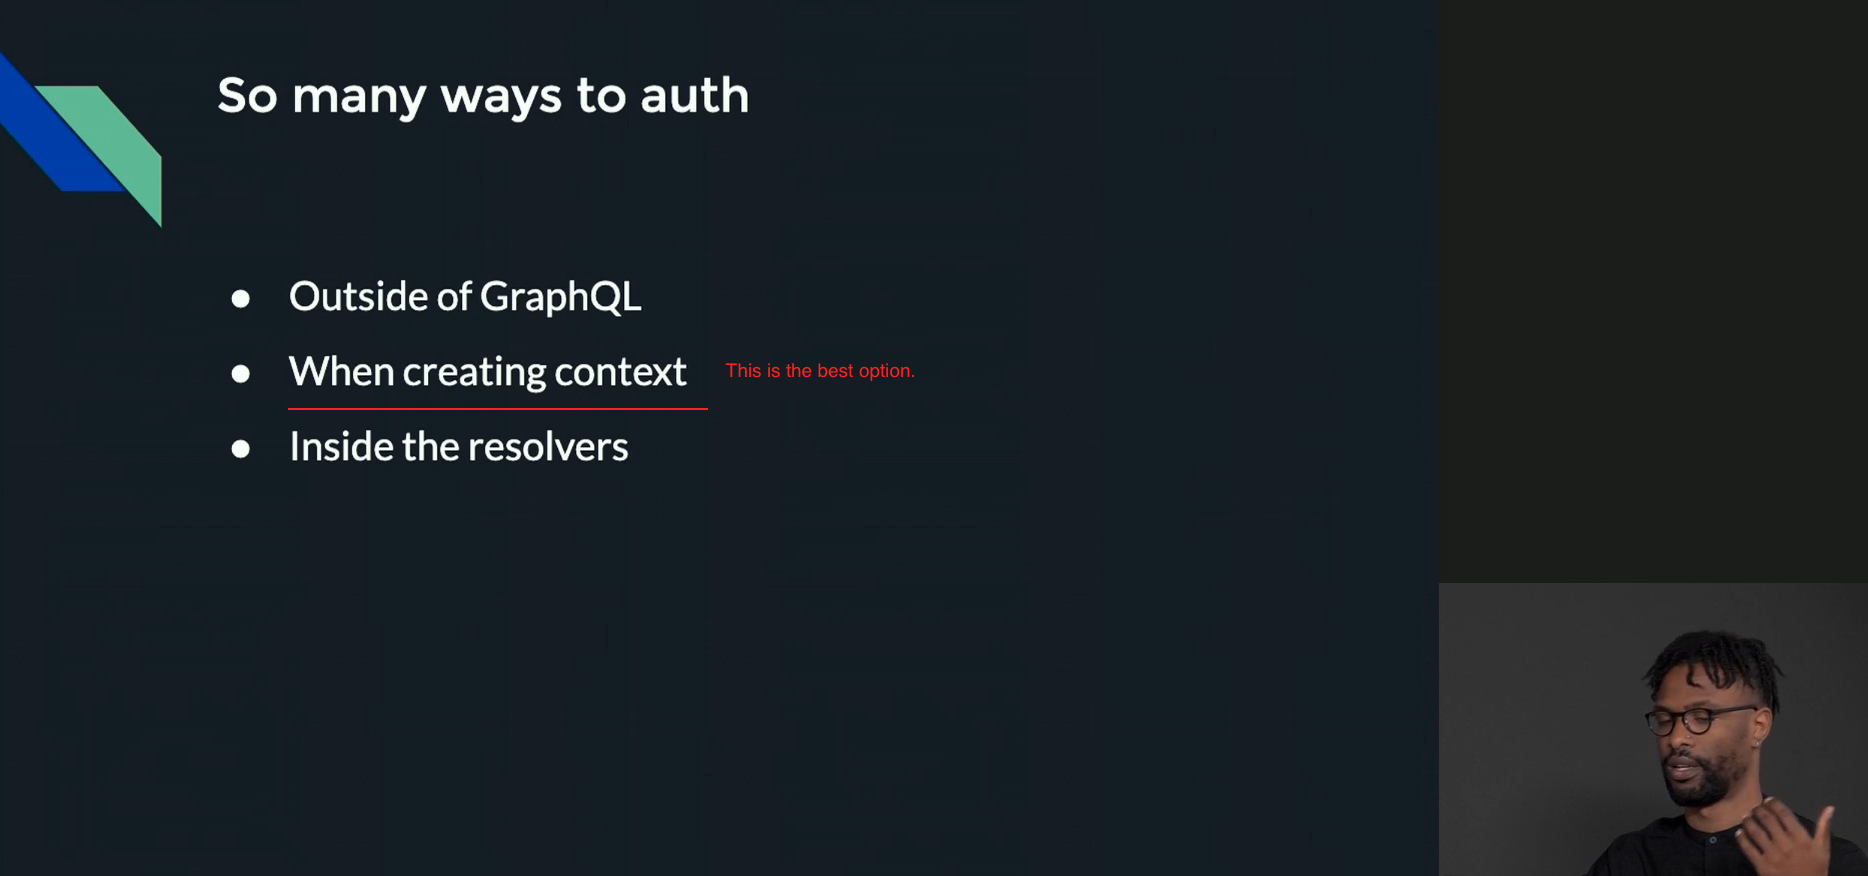 So many ways to auth
● Outside of GraphQL
● When creating context This is the best option.
● Inside the resolvers